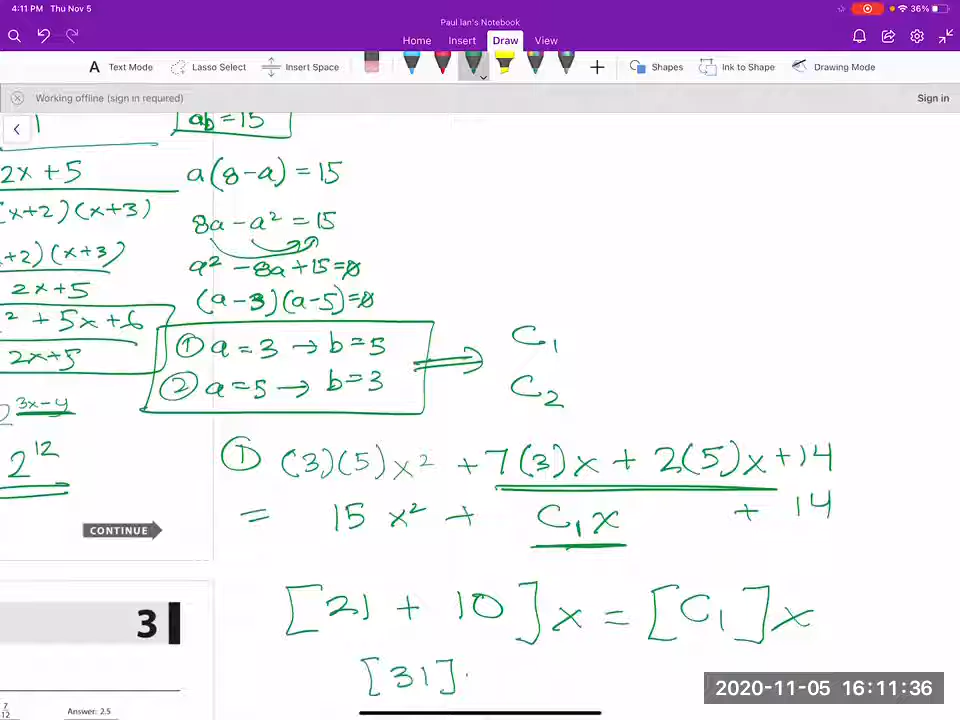 4:11 PM Thu Nov 5
36%
Paul Ian's Notebook
Home Insert Draw View
Text Mode Lasso Select Insert Space Shapes Ink to Shape Drawing Mode
Working offline (sign in required) Sign in
1
ab = 15
2x + 5
a(8-a) = 15
(x+2)(x+3)
8a - a² = 15
+2)(x+3)
a² - 8a + 15 = 0
2x+5
(a-3)(a-5)=0
² + 5x + 6
2x+5
① a = 3 → b = 5
② a = 5 → b = 3
⇒
C₁
C₂
2^(3x-y)
2^12
① (3)(5)x² + 7(3)x + 2(5)x + 14
= 15x² + C₁x + 14
CONTINUE
[21 + 10]x = [C₁]x
3
[31]
7
-12
Answer: 2.5
2020-11-05 16:11:36